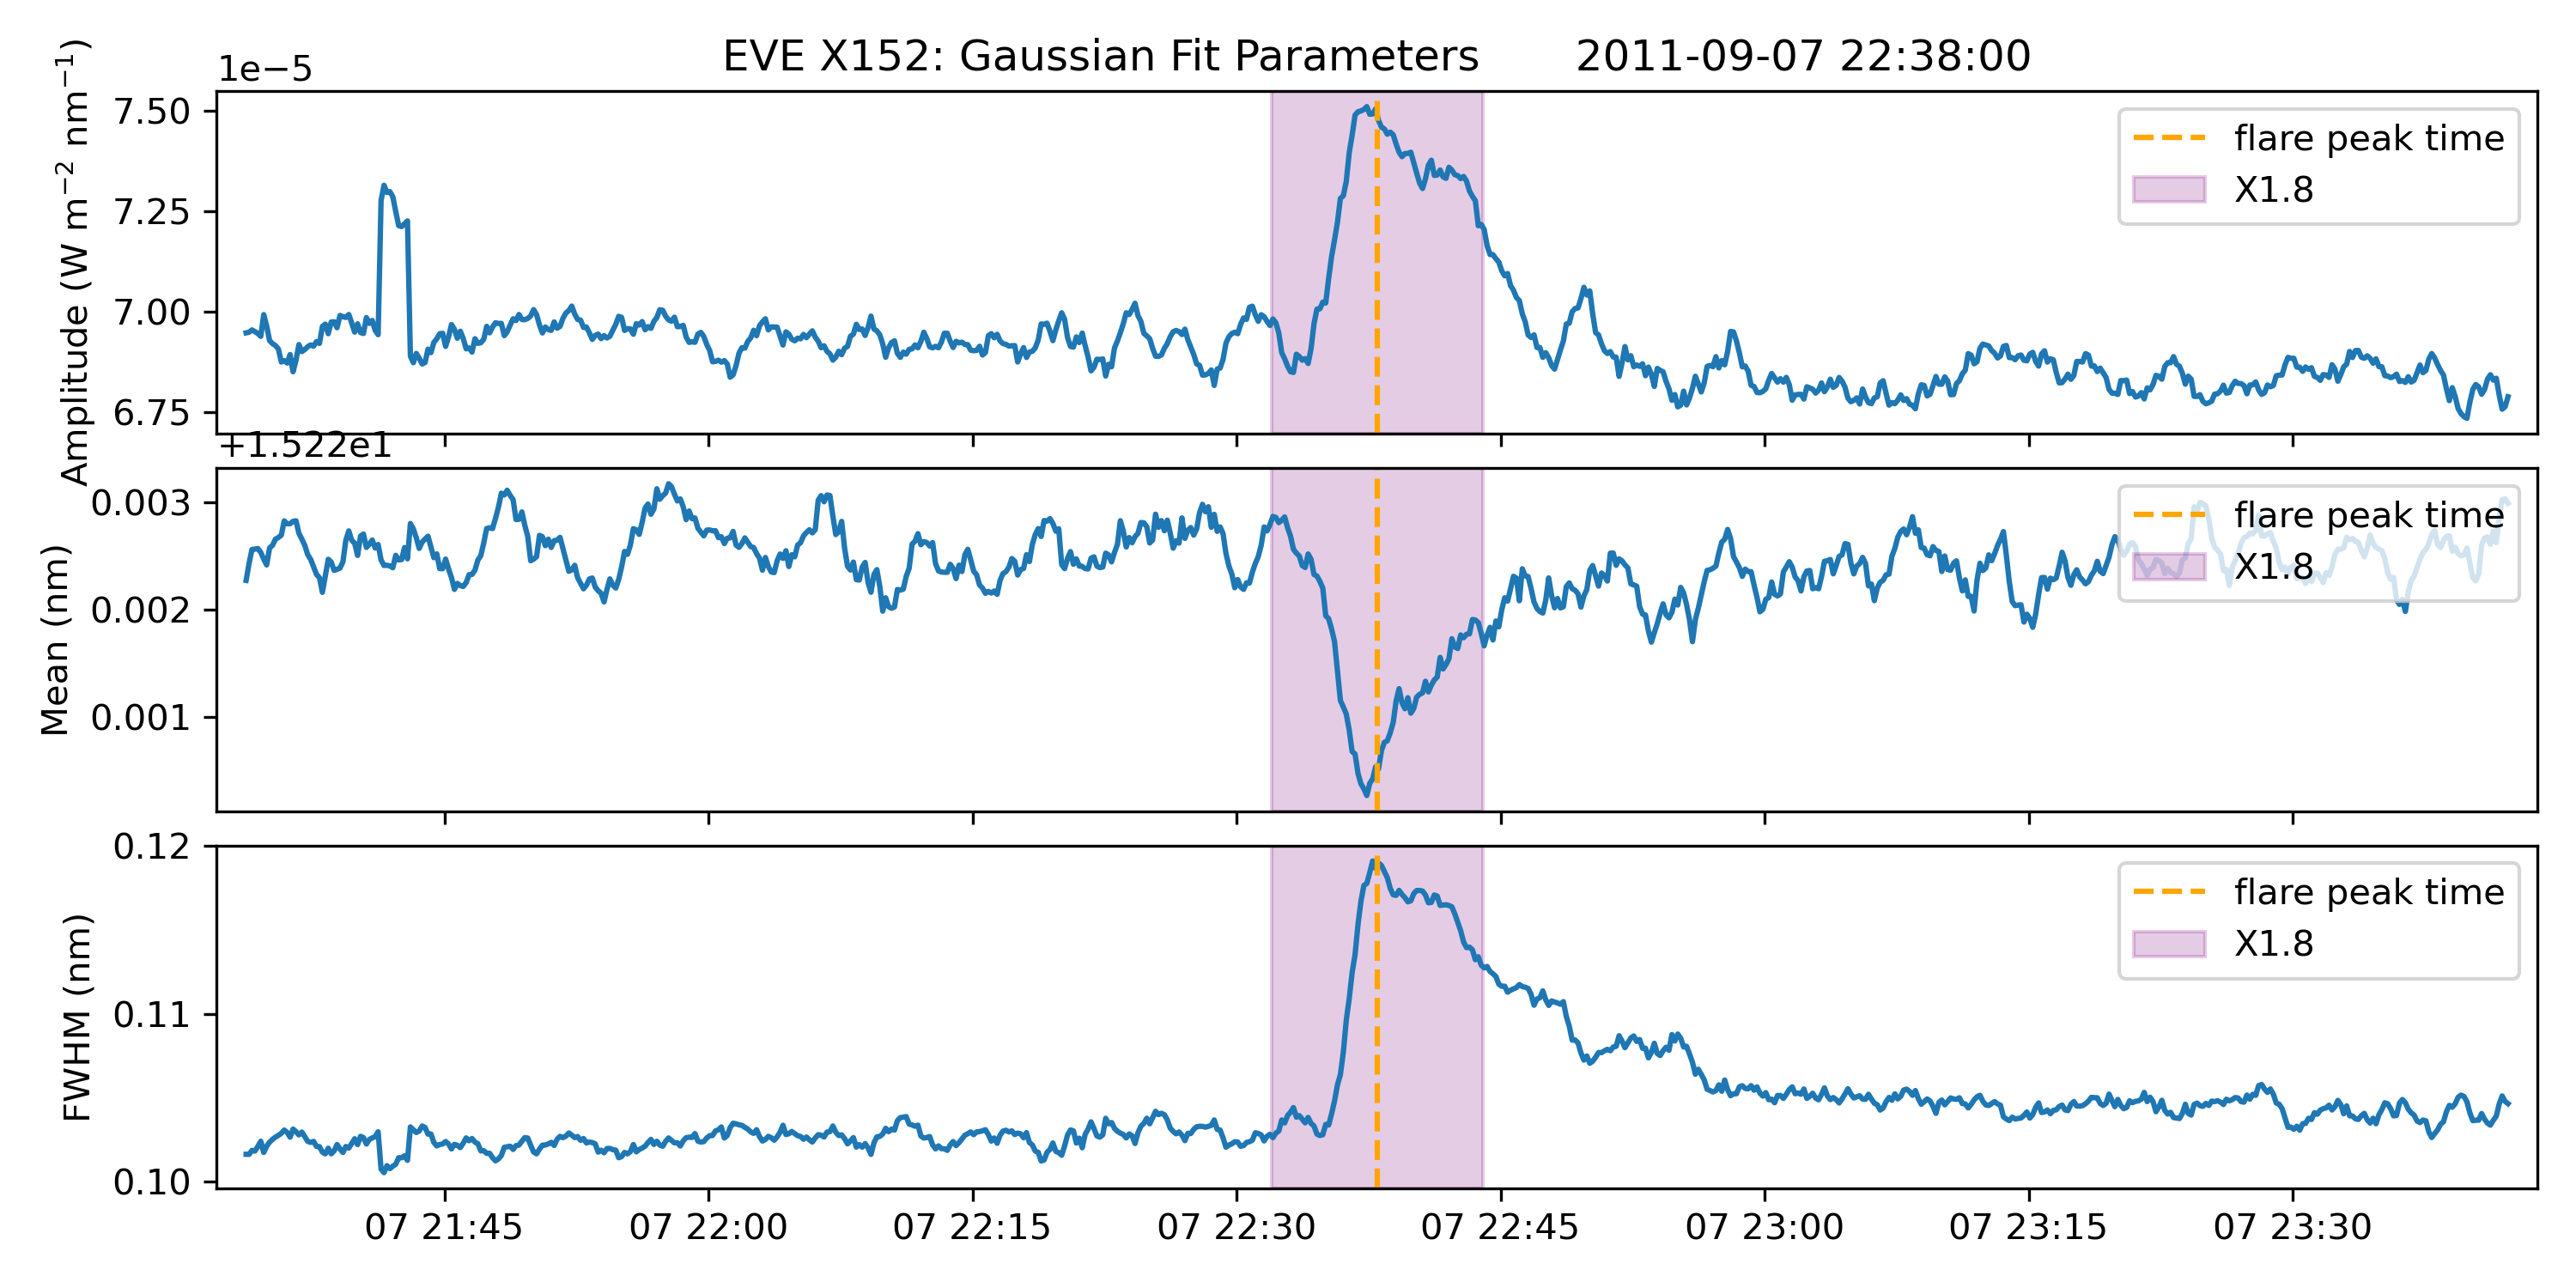 EVE X152: Gaussian Fit Parameters 2011-09-07 22:38:00
1e−5
Amplitude (W m⁻² nm⁻¹)
7.50
7.25
7.00
6.75
flare peak time
X1.8
+1.522e1
Mean (nm)
0.003
0.002
0.001
flare peak time
X1.8
FWHM (nm)
0.12
0.11
0.10
flare peak time
X1.8
07 21:45 07 22:00 07 22:15 07 22:30 07 22:45 07 23:00 07 23:15 07 23:30